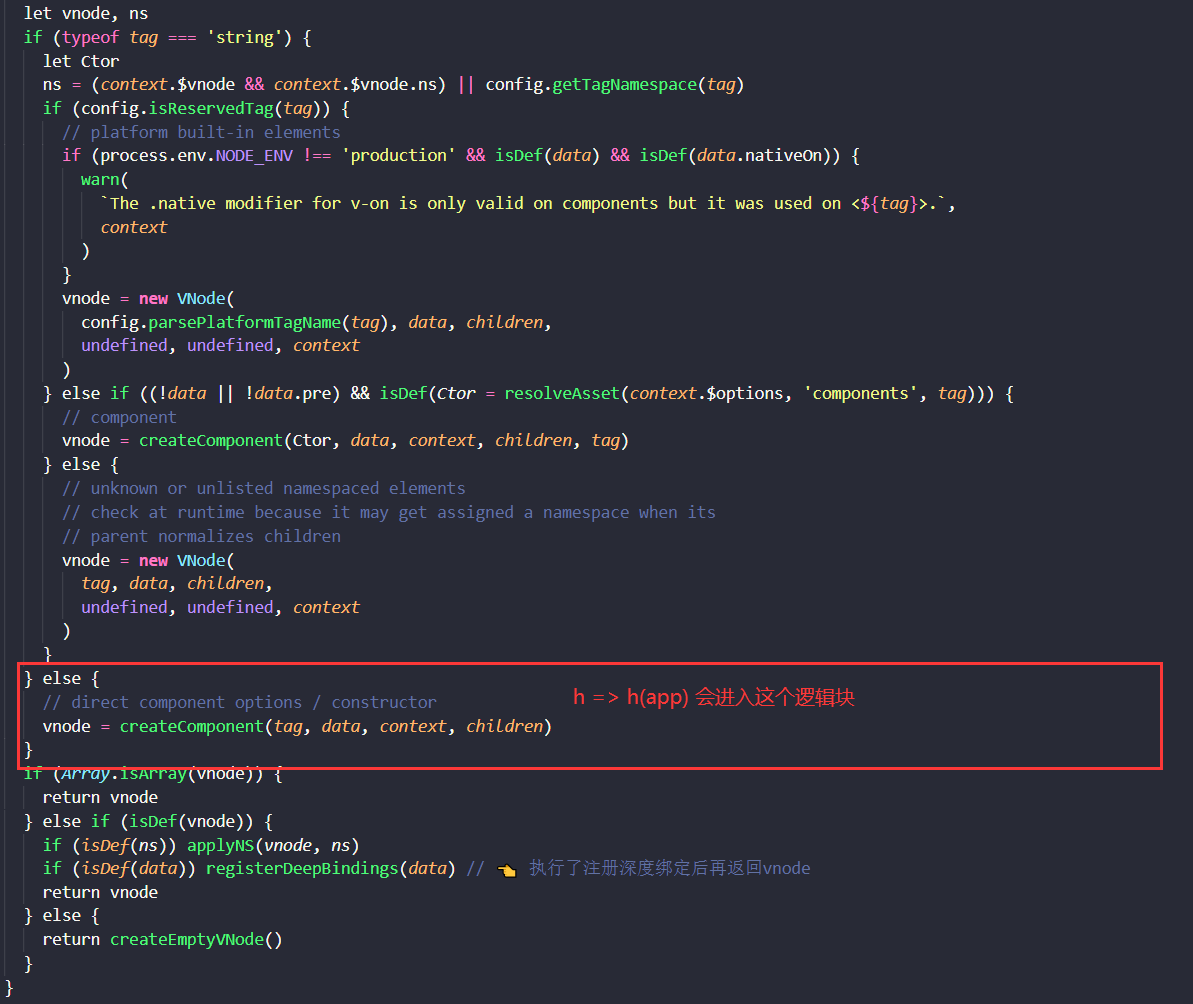 let vnode, ns
if (typeof tag === 'string') {
let Ctor
ns = (context.$vnode && context.$vnode.ns) || config.getTagNamespace(tag)
if (config.isReservedTag(tag)) {
// platform built-in elements
if (process.env.NODE_ENV !== 'production' && isDef(data) && isDef(data.nativeOn)) {
warn(
`The .native modifier for v-on is only valid on components but it was used on <${tag}>.`,
context
)
}
vnode = new VNode(
config.parsePlatformTagName(tag), data, children,
undefined, undefined, context
)
} else if ((!data || !data.pre) && isDef(Ctor = resolveAsset(context.$options, 'components', tag))) {
// component
vnode = createComponent(Ctor, data, context, children, tag)
} else {
// unknown or unlisted namespaced elements
// check at runtime because it may get assigned a namespace when its
// parent normalizes children
vnode = new VNode(
tag, data, children,
undefined, undefined, context
)
}
} else {
// direct component options / constructor
h => h(app) 会进入这个逻辑块
vnode = createComponent(tag, data, context, children)
}
if (Array.isArray(vnode)) {
return vnode
} else if (isDef(vnode)) {
if (isDef(ns)) applyNS(vnode, ns)
if (isDef(data)) registerDeepBindings(data) // 👈 执行了注册深度绑定后再返回vnode
return vnode
} else {
return createEmptyVNode()
}
}